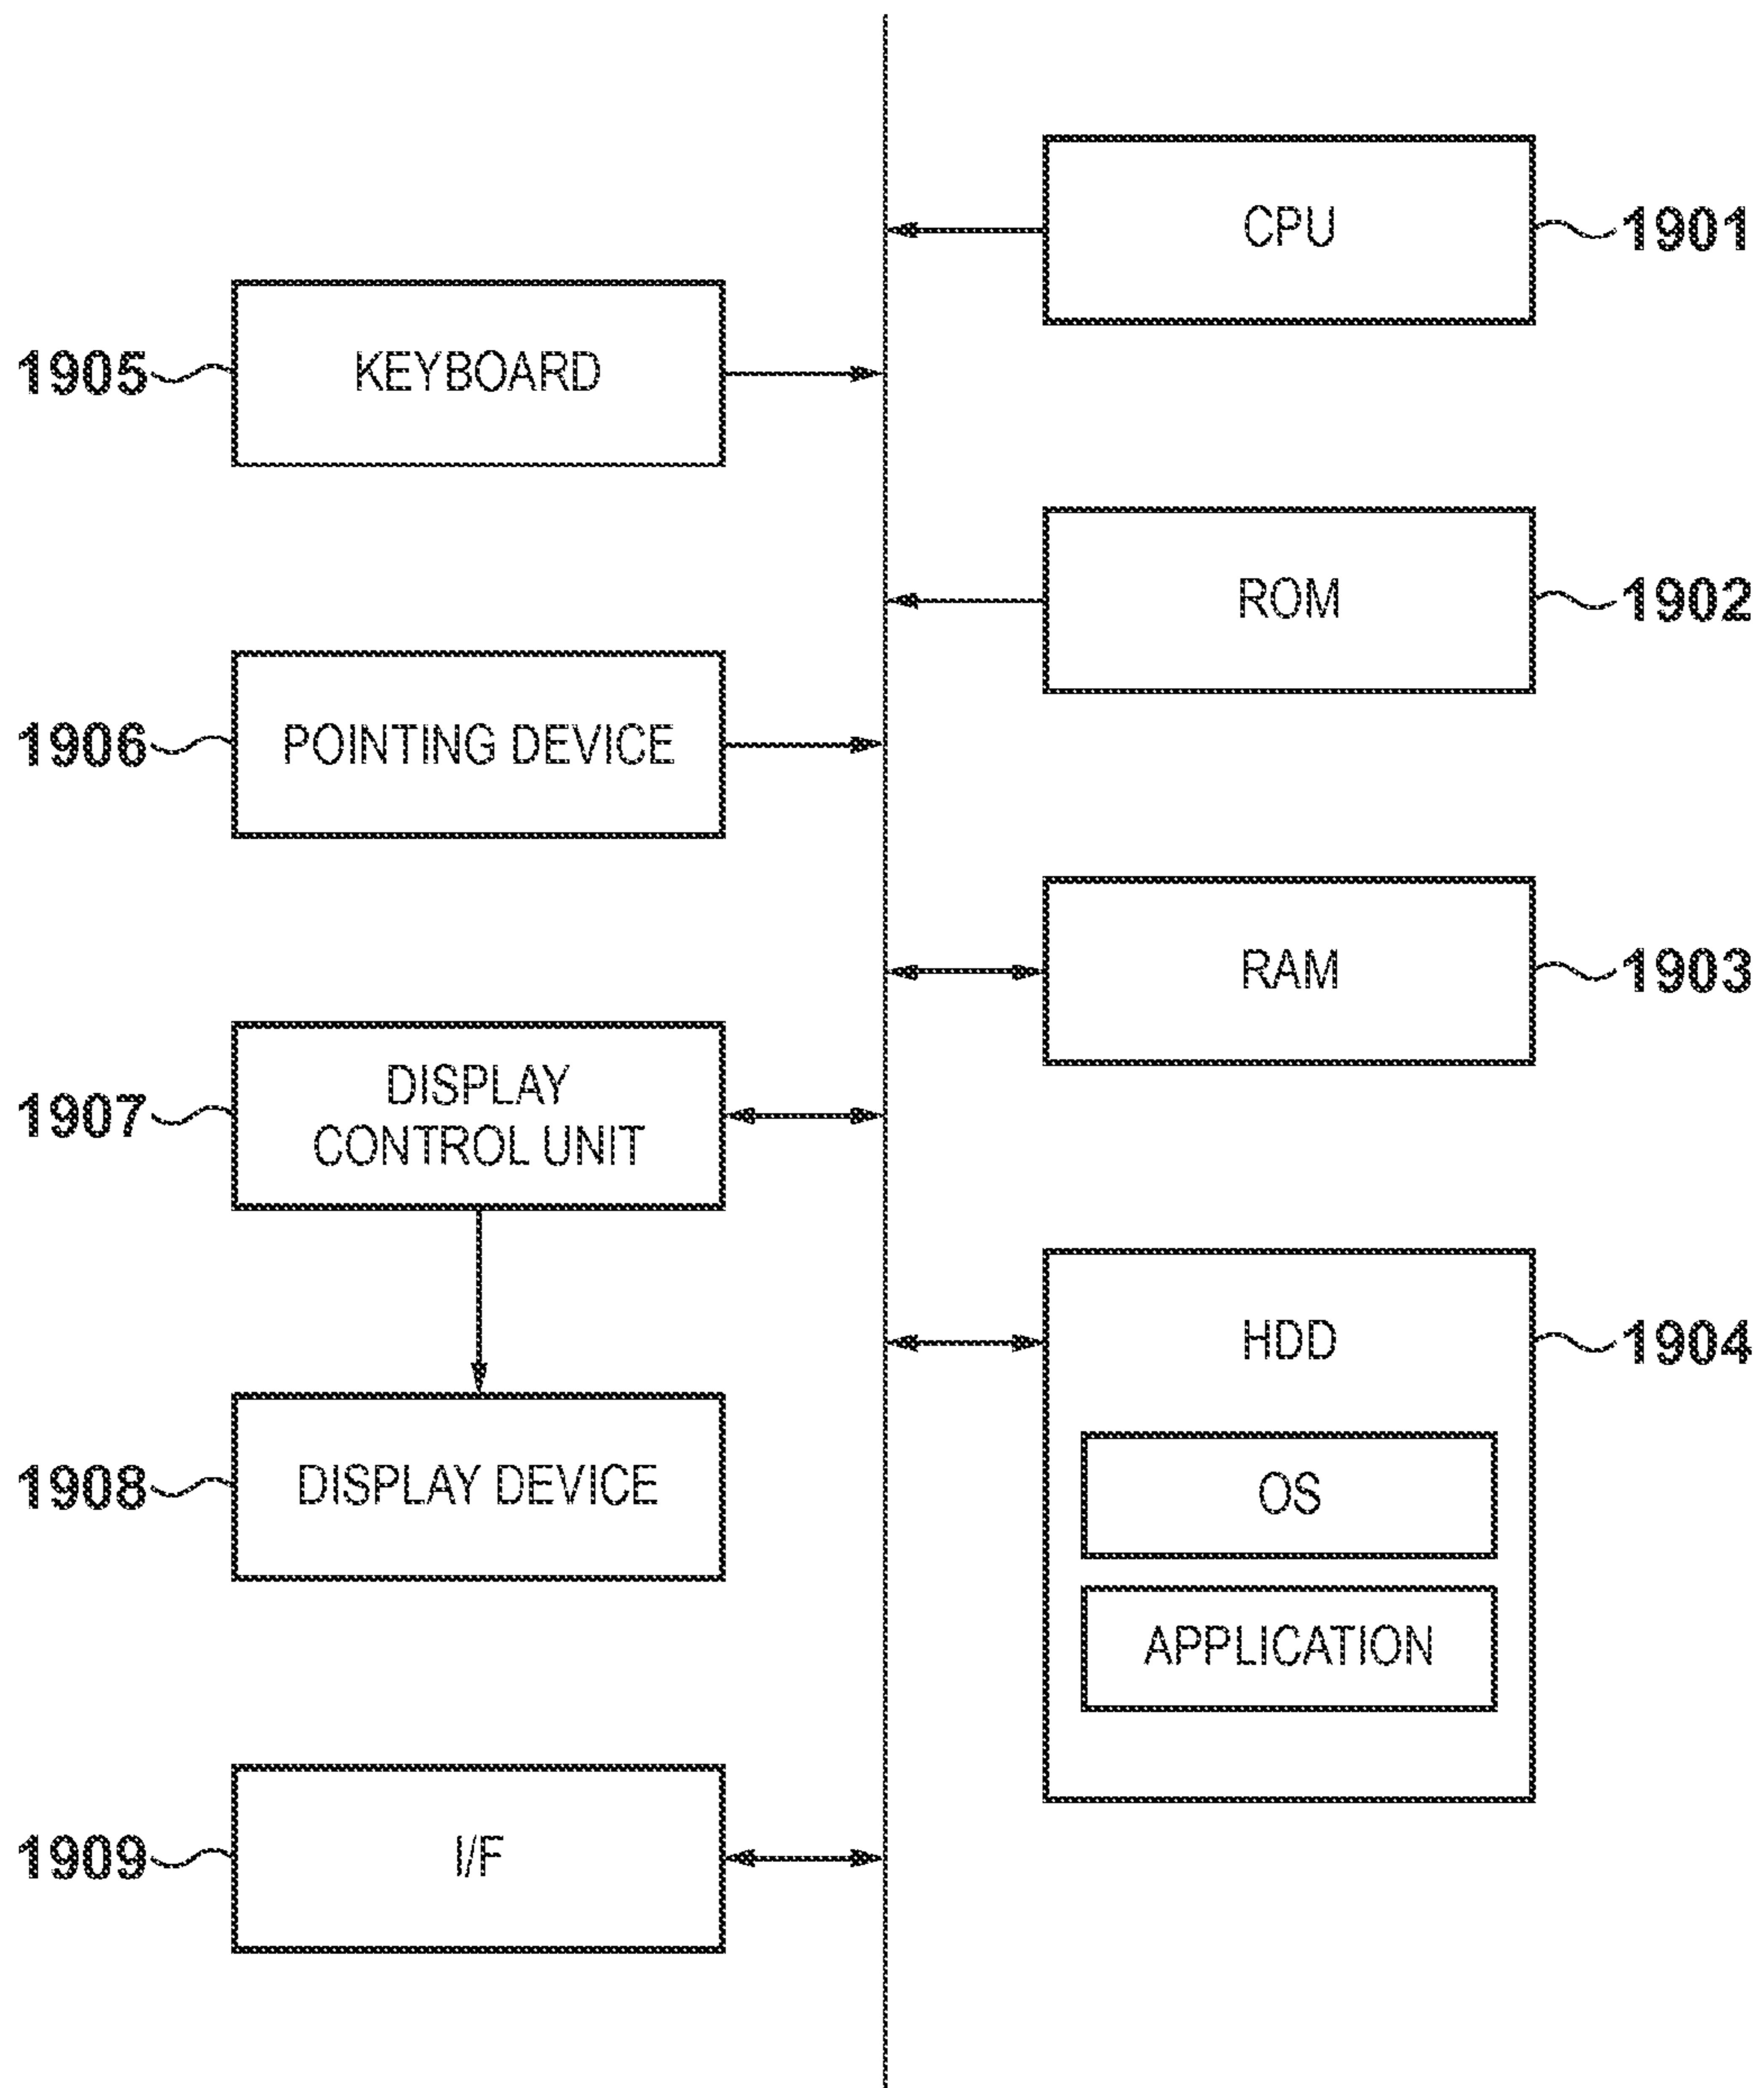 CPU
1901
1905
KEYBOARD
ROM
1902
1906
POINTING DEVICE
RAM
1903
1907
DISPLAY
CONTROL UNIT
HDD
1904
1908
DISPLAY DEVICE
OS
APPLICATION
1909
I/F